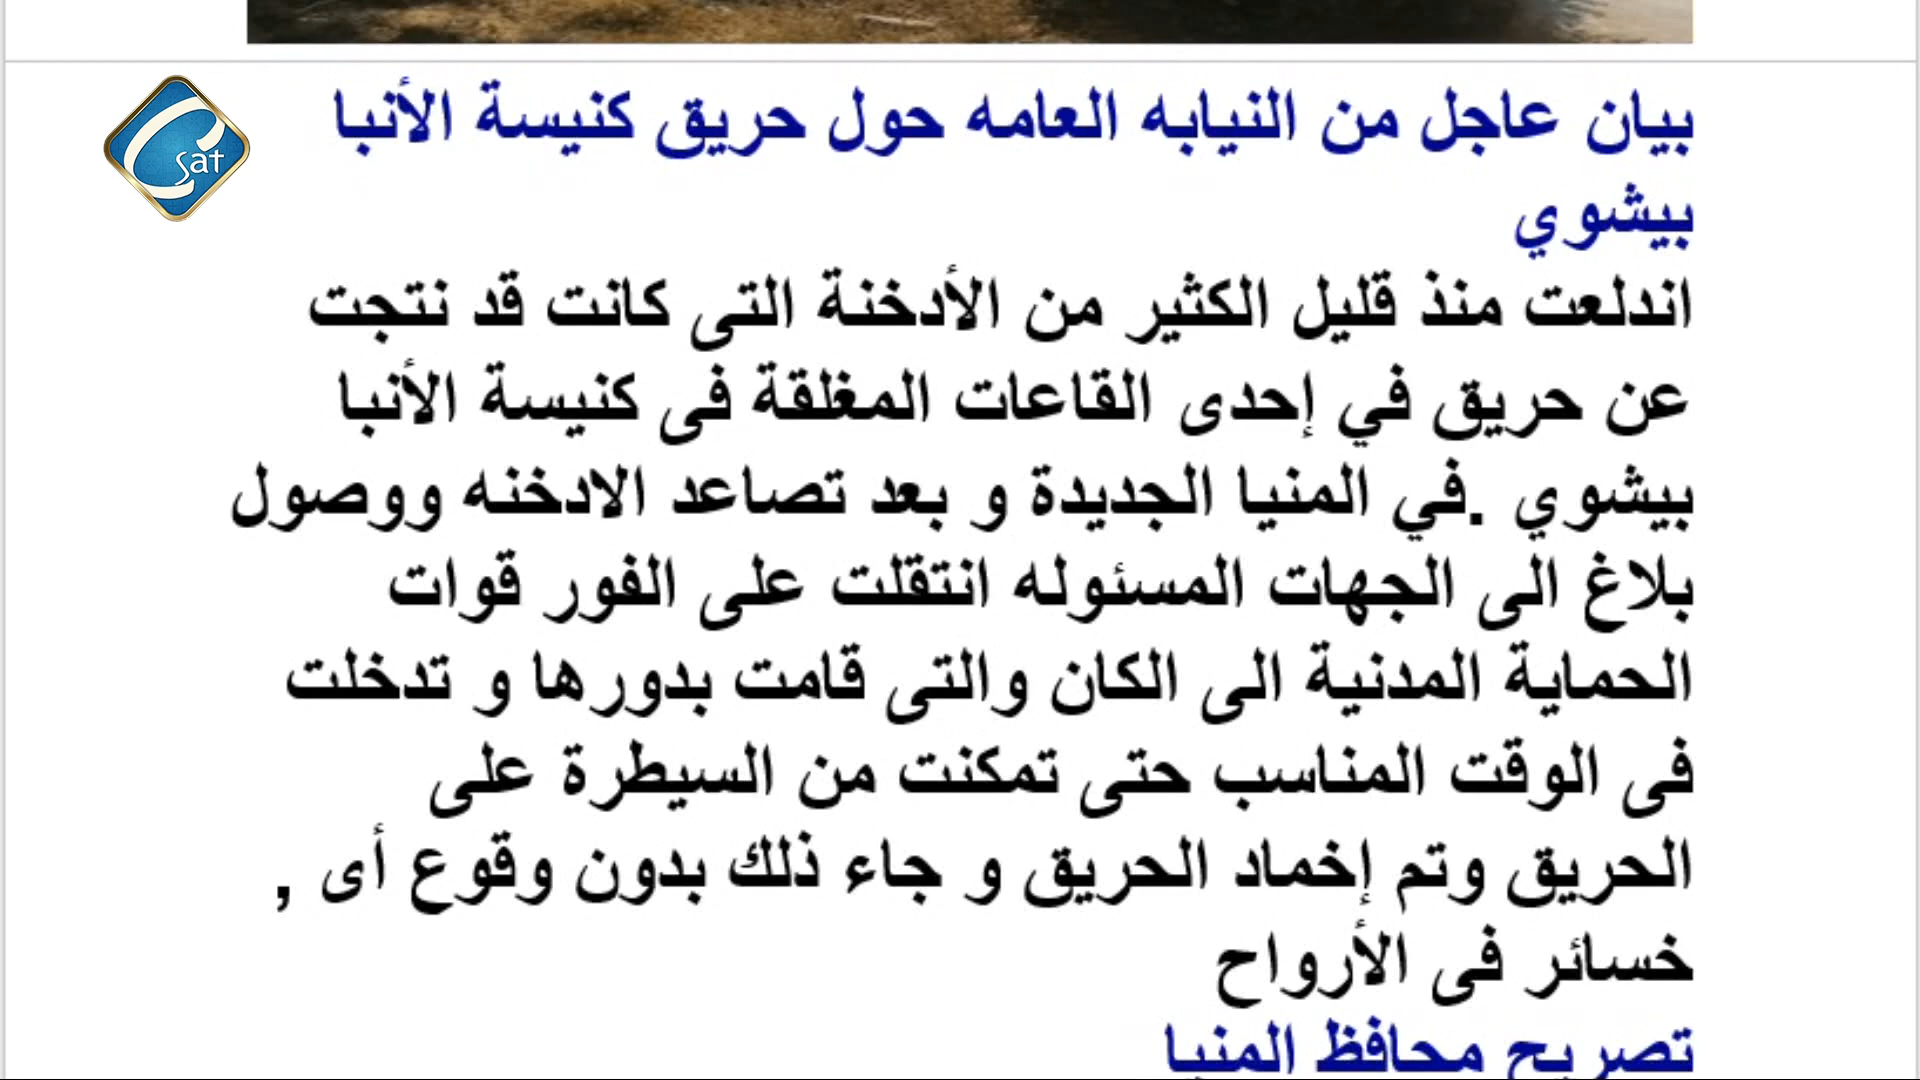 Sat
بيان عاجل من النيابه العامه حول حريق كنيسة الأنبا
بيشوي
اندلعت منذ قليل الكثير من الأدخنة التى كانت قد نتجت
عن حريق في إحدى القاعات المغلقة فى كنيسة الأنبا
بيشوي .في المنيا الجديدة و بعد تصاعد الادخنه ووصول
بلاغ الى الجهات المسئوله انتقلت على الفور قوات
الحماية المدنية الى الكان والتى قامت بدورها و تدخلت
فى الوقت المناسب حتى تمكنت من السيطرة على
الحريق وتم إخماد الحريق و جاء ذلك بدون وقوع أى ,
خسائر فى الأرواح
تصريح محافظ المنيا